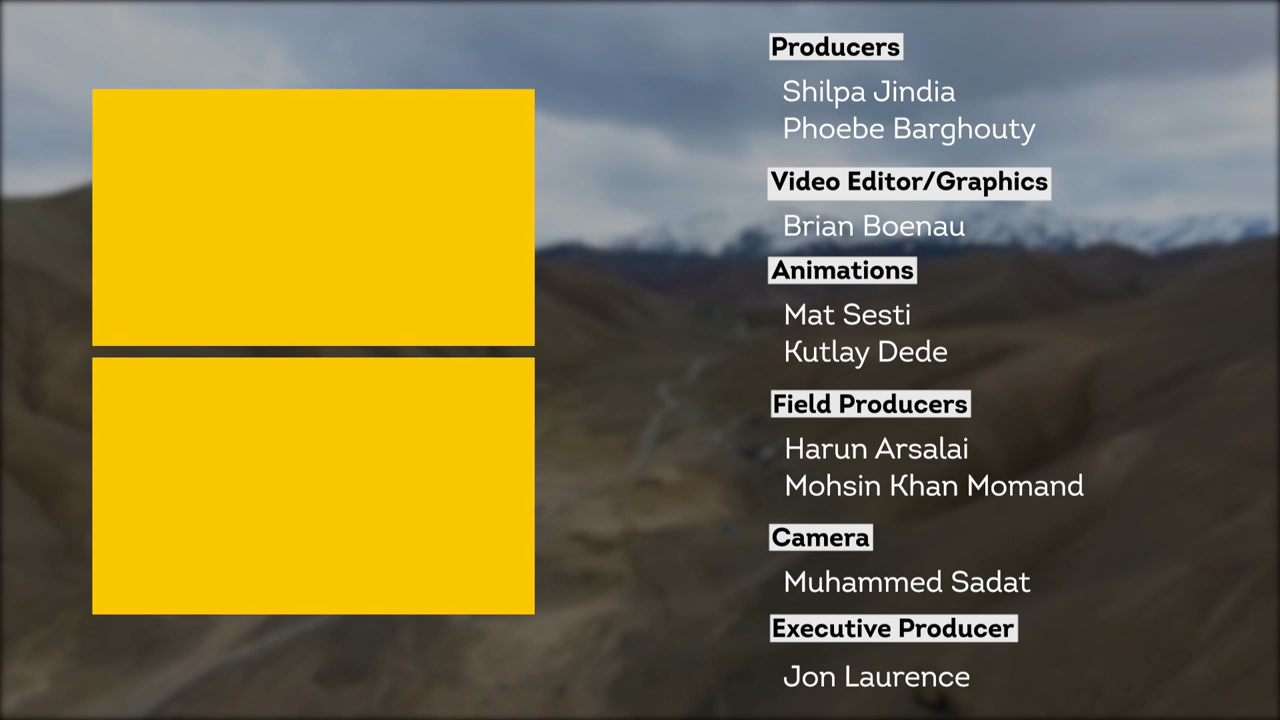 Producers
Shilpa Jindia
Phoebe Barghouty
Video Editor/Graphics
Brian Boenau
Animations
Mat Sesti
Kutlay Dede
Field Producers
Harun Arsalai
Mohsin Khan Momand
Camera
Muhammed Sadat
Executive Producer
Jon Laurence